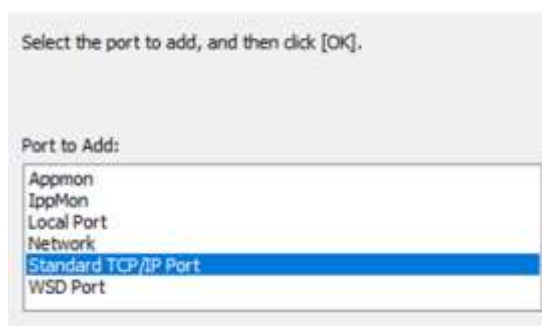 Select the port to add, and then click [OK].
Port to Add:
Appmon
IppMon
Local Port
Network
Standard TCP/IP Port
WSD Port